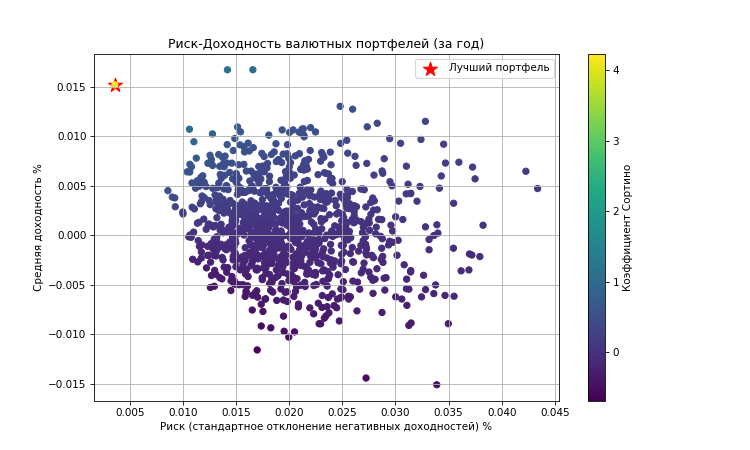 Риск-Доходность валютных портфелей (за год)
Лучший портфель
Средняя доходность %
0.015
0.010
0.005
0.000
−0.005
−0.010
−0.015
0.005 0.010 0.015 0.020 0.025 0.030 0.035 0.040 0.045
Риск (стандартное отклонение негативных доходностей) %
4
3
2
1
0
Коэффициент Сортино